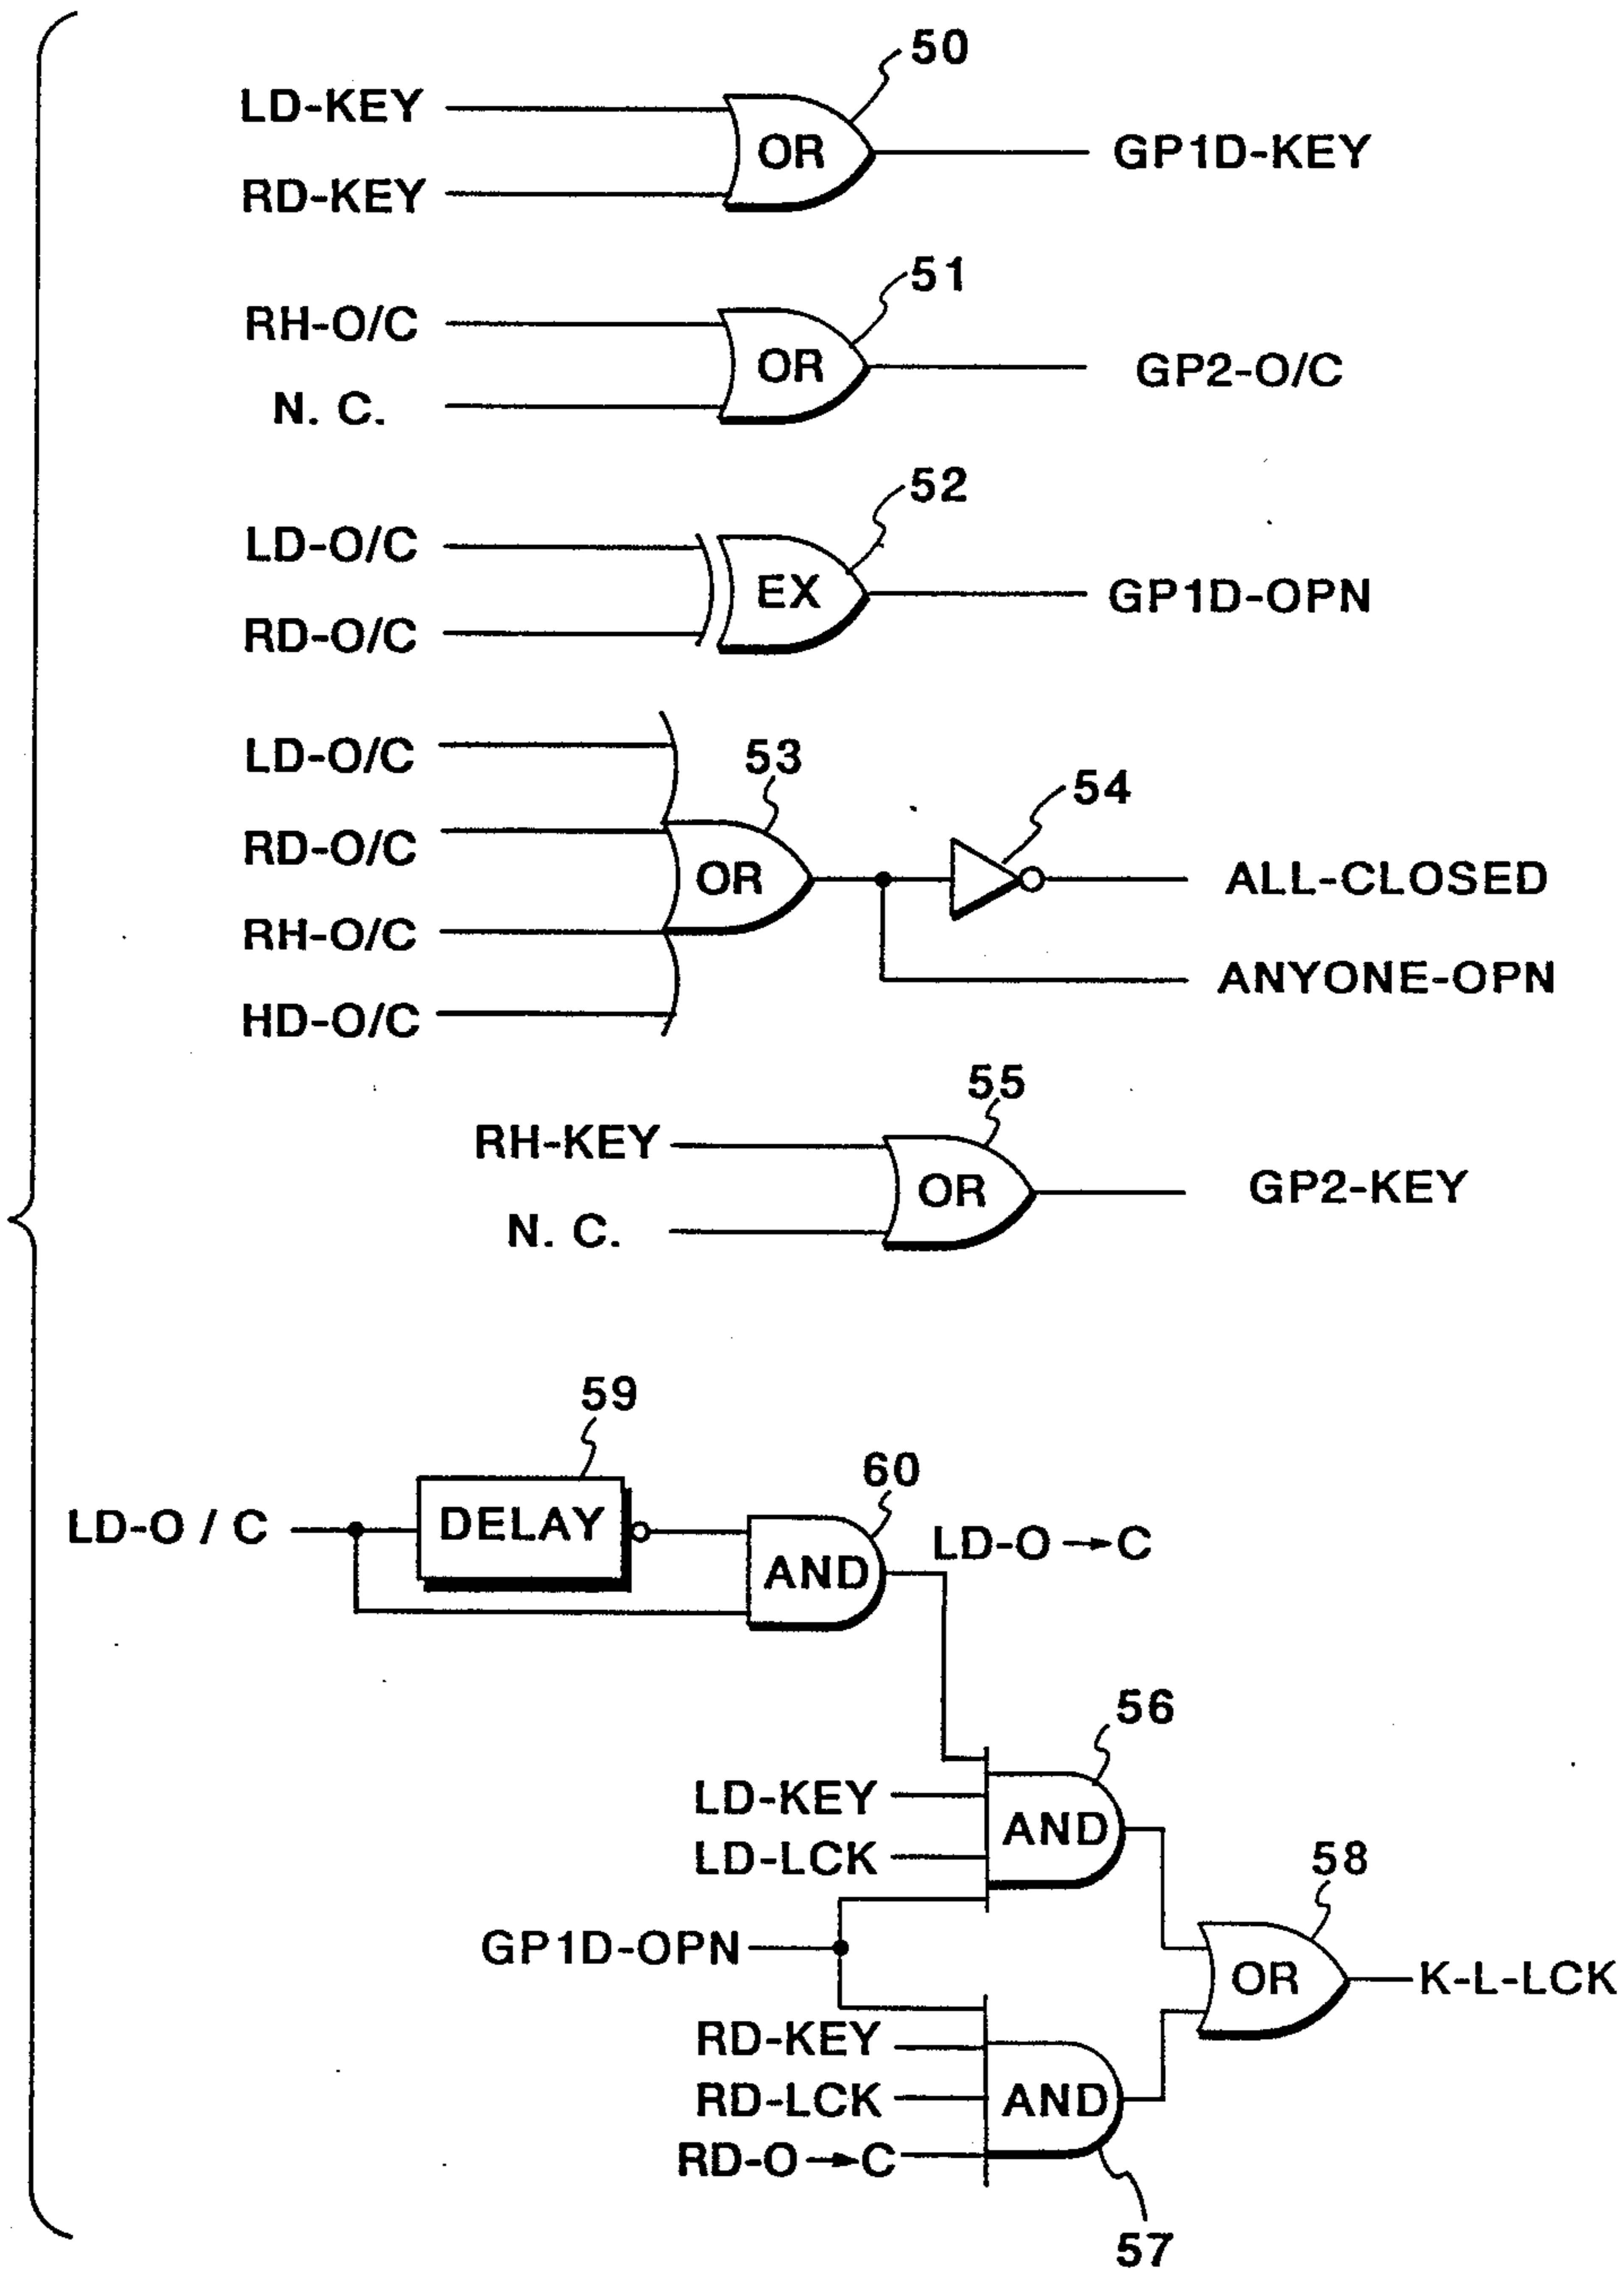 50
LD-KEY
OR
GP1D-KEY
RD-KEY
51
RH-O/C
OR
GP2-O/C
N. C.
52
LD-O/C
EX
GP1D-OPN
RD-O/C
LD-O/C
53
54
RD-O/C
OR
ALL-CLOSED
RH-O/C
ANYONE-OPN
HD-O/C
55
RH-KEY
OR
GP2-KEY
N. C.
59
60
LD-O / C
DELAY
LD-O→C
AND
56
LD-KEY
AND
LD-LCK
58
GP1D-OPN
OR
K-L-LCK
RD-KEY
RD-LCK
AND
RD-O→C
57